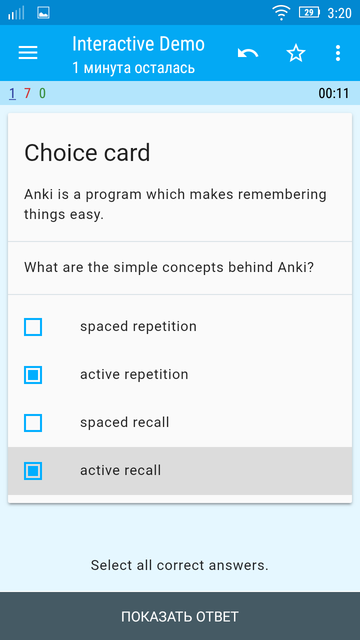 29 3:20
Interactive Demo
1 минута осталась
1 7 0 00:11
Choice card
Anki is a program which makes remembering
things easy.
What are the simple concepts behind Anki?
spaced repetition
active repetition
spaced recall
active recall
Select all correct answers.
ПОКАЗАТЬ ОТВЕТ